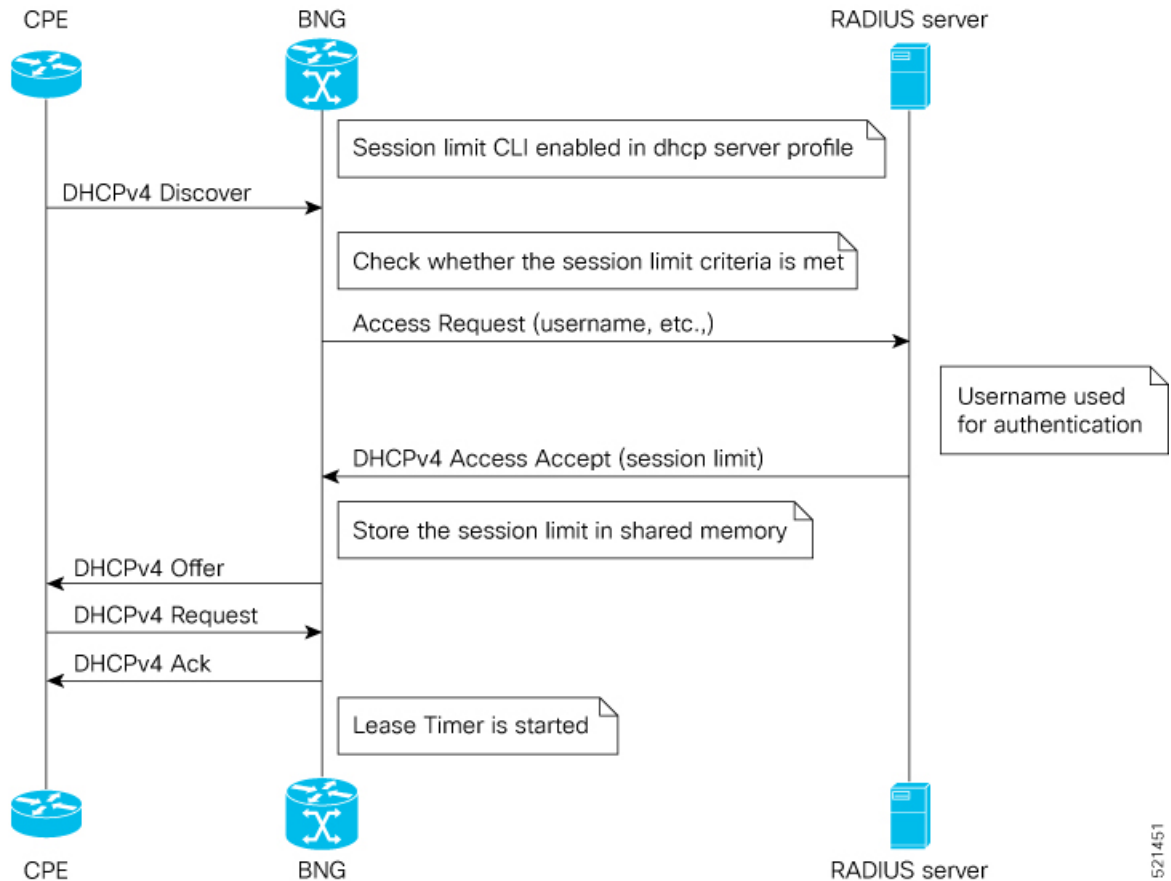 CPE
BNG
RADIUS server
Session limit CLI enabled in dhcp server profile
DHCPv4 Discover
Check whether the session limit criteria is met
Access Request (username, etc.,)
Username used
for authentication
DHCPv4 Access Accept (session limit)
Store the session limit in shared memory
DHCPv4 Offer
DHCPv4 Request
DHCPv4 Ack
Lease Timer is started
CPE
BNG
RADIUS server
521451